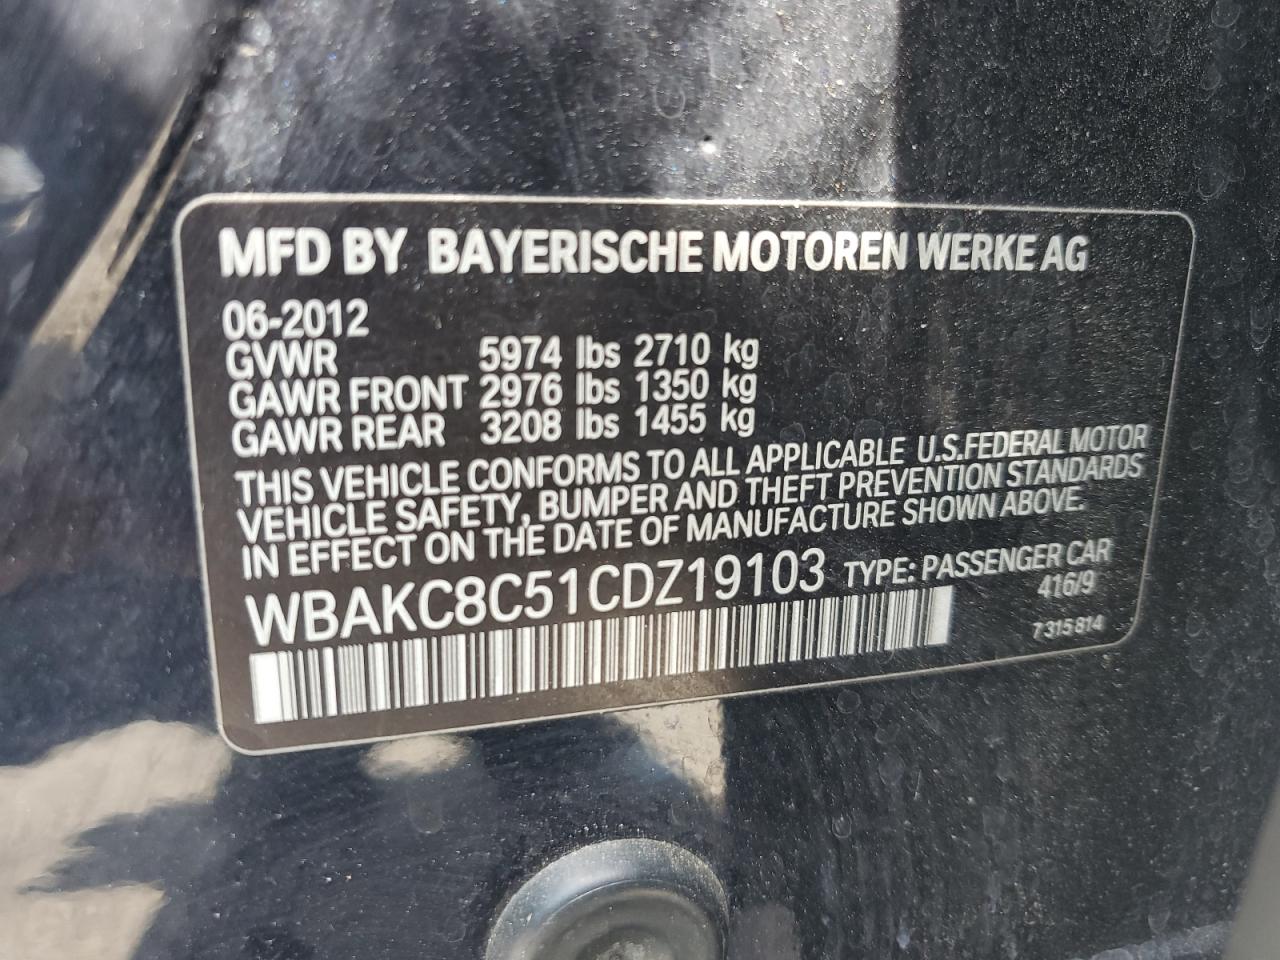 MFD BY BAYERISCHE MOTOREN WERKE AG
06-2012
GVWR 5974 lbs 2710 kg
GAWR FRONT 2976 lbs 1350 kg
GAWR REAR 3208 lbs 1455 kg
THIS VEHICLE CONFORMS TO ALL APPLICABLE U.S.FEDERAL MOTOR
VEHICLE SAFETY, BUMPER AND THEFT PREVENTION STANDARDS
IN EFFECT ON THE DATE OF MANUFACTURE SHOWN ABOVE.
WBAKC8C51CDZ19103 TYPE: PASSENGER CAR
416/9
7 315 814